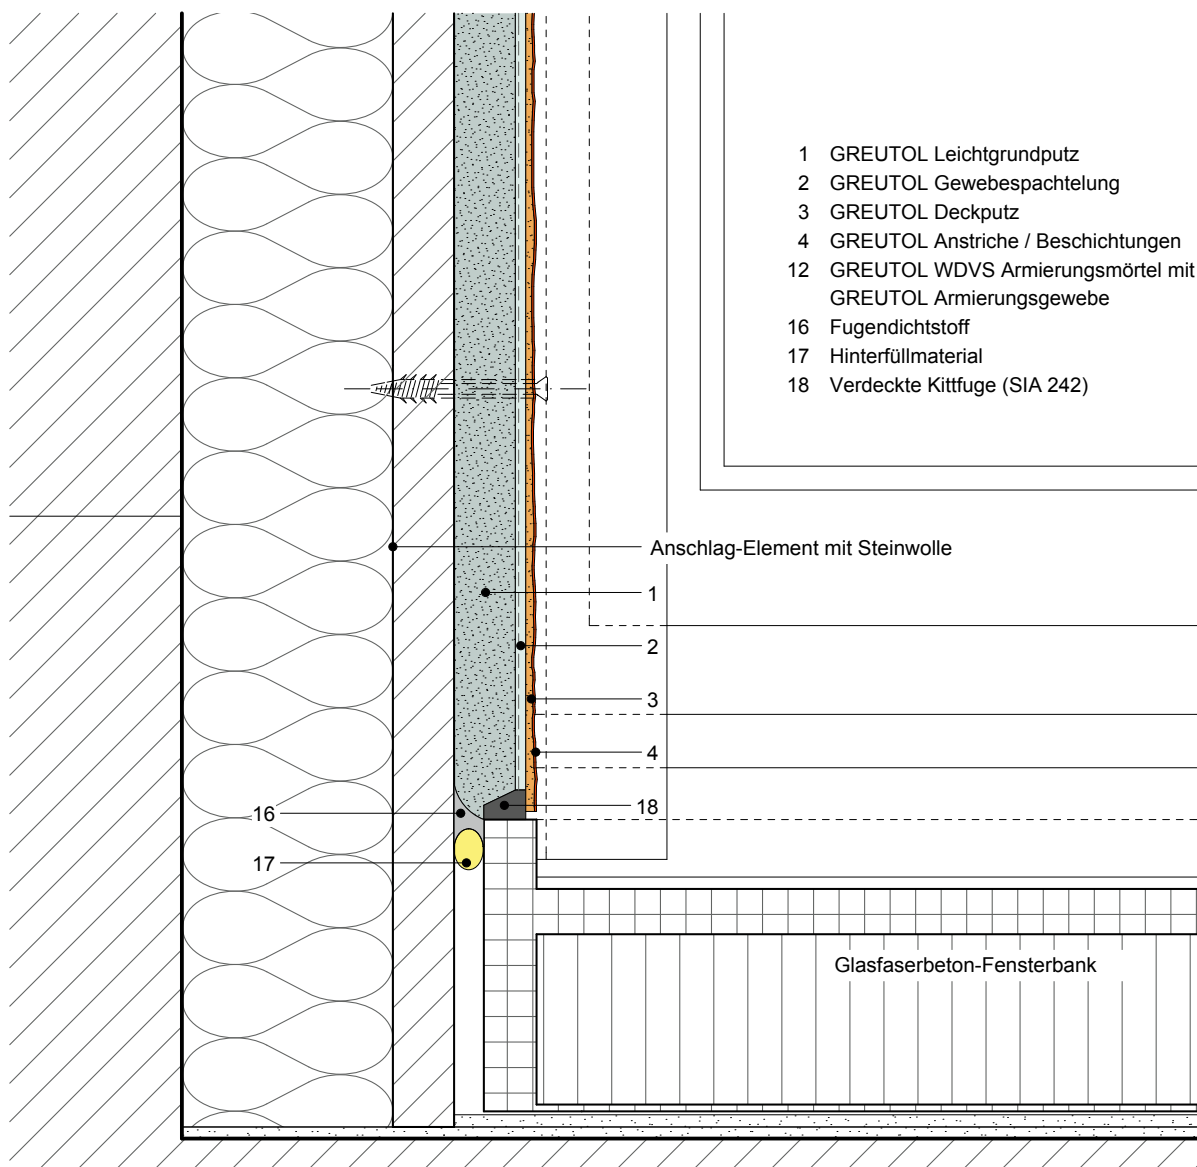 1 GREUTOL Leichtgrundputz
2 GREUTOL Gewebespachtelung
3 GREUTOL Deckputz
4 GREUTOL Anstriche / Beschichtungen
12 GREUTOL WDVS Armierungsmörtel mit
GREUTOL Armierungsgewebe
16 Fugendichtstoff
17 Hinterfüllmaterial
18 Verdeckte Kittfuge (SIA 242)
Anschlag-Element mit Steinwolle
1
2
3
4
18
16
17
Glasfaserbeton-Fensterbank